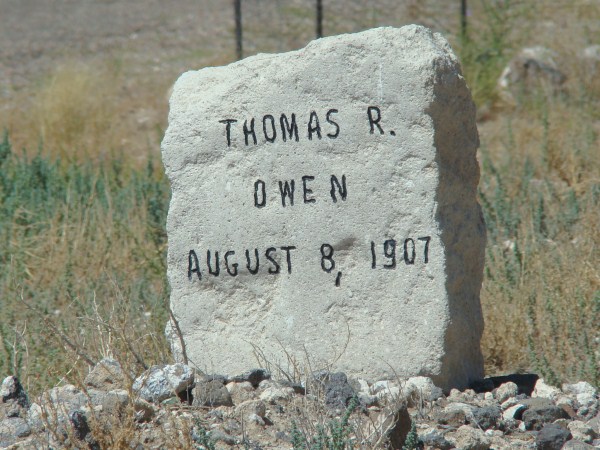 THOMAS R.
OWEN
AUGUST 8, 1907